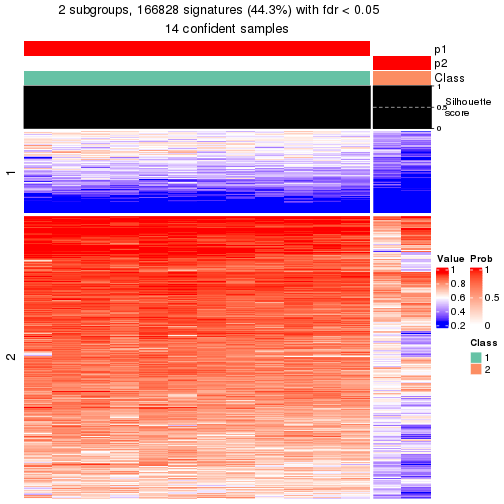 2 subgroups, 166828 signatures (44.3%) with fdr < 0.05
14 confident samples
p1
p2
Class
1
0.5
0
Silhouette
score
1
2
Value
1
0.8
0.6
0.4
0.2
Prob
1
0.5
0
Class
1
2